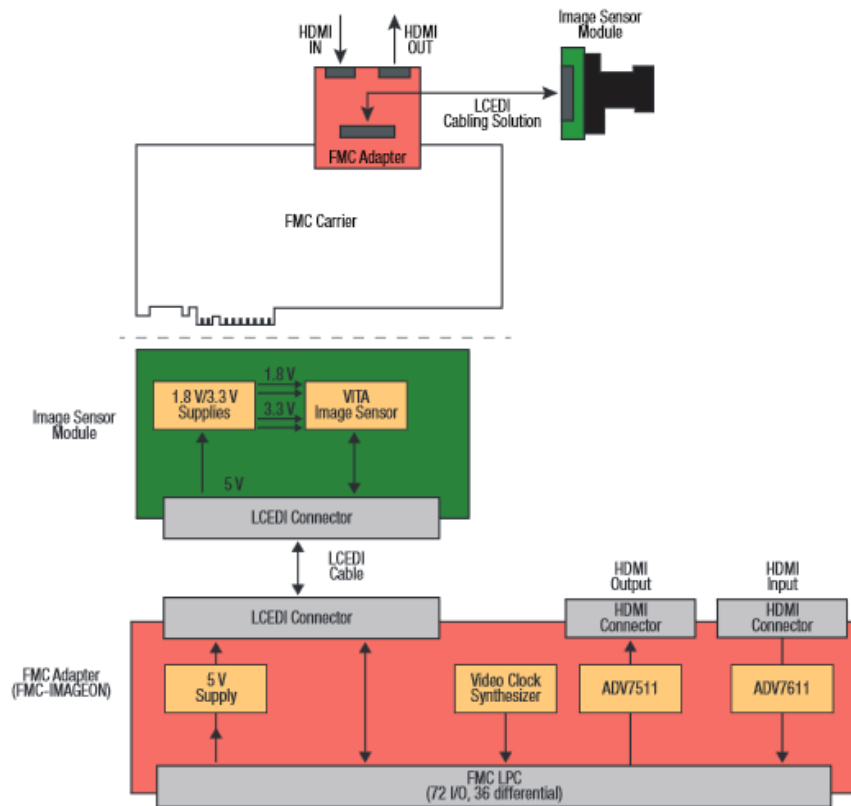 HDMI
IN
HDMI
OUT
Image Sensor
Module
LCEDI
Cabling Solution
FMC Adapter
FMC Carrier
Image Sensor
Module
1.8 V/3.3 V
Supplies
1.8 V
3.3 V
VITA
Image Sensor
5 V
LCEDI Connector
LCEDI
Cable
HDMI
Output
HDMI
Input
LCEDI Connector
HDMI
Connector
HDMI
Connector
FMC Adapter
(FMC-IMAGEON)
5 V
Supply
Video Clock
Synthesizer
ADV7511
ADV7611
FMC LPC
(72 I/O, 36 differential)